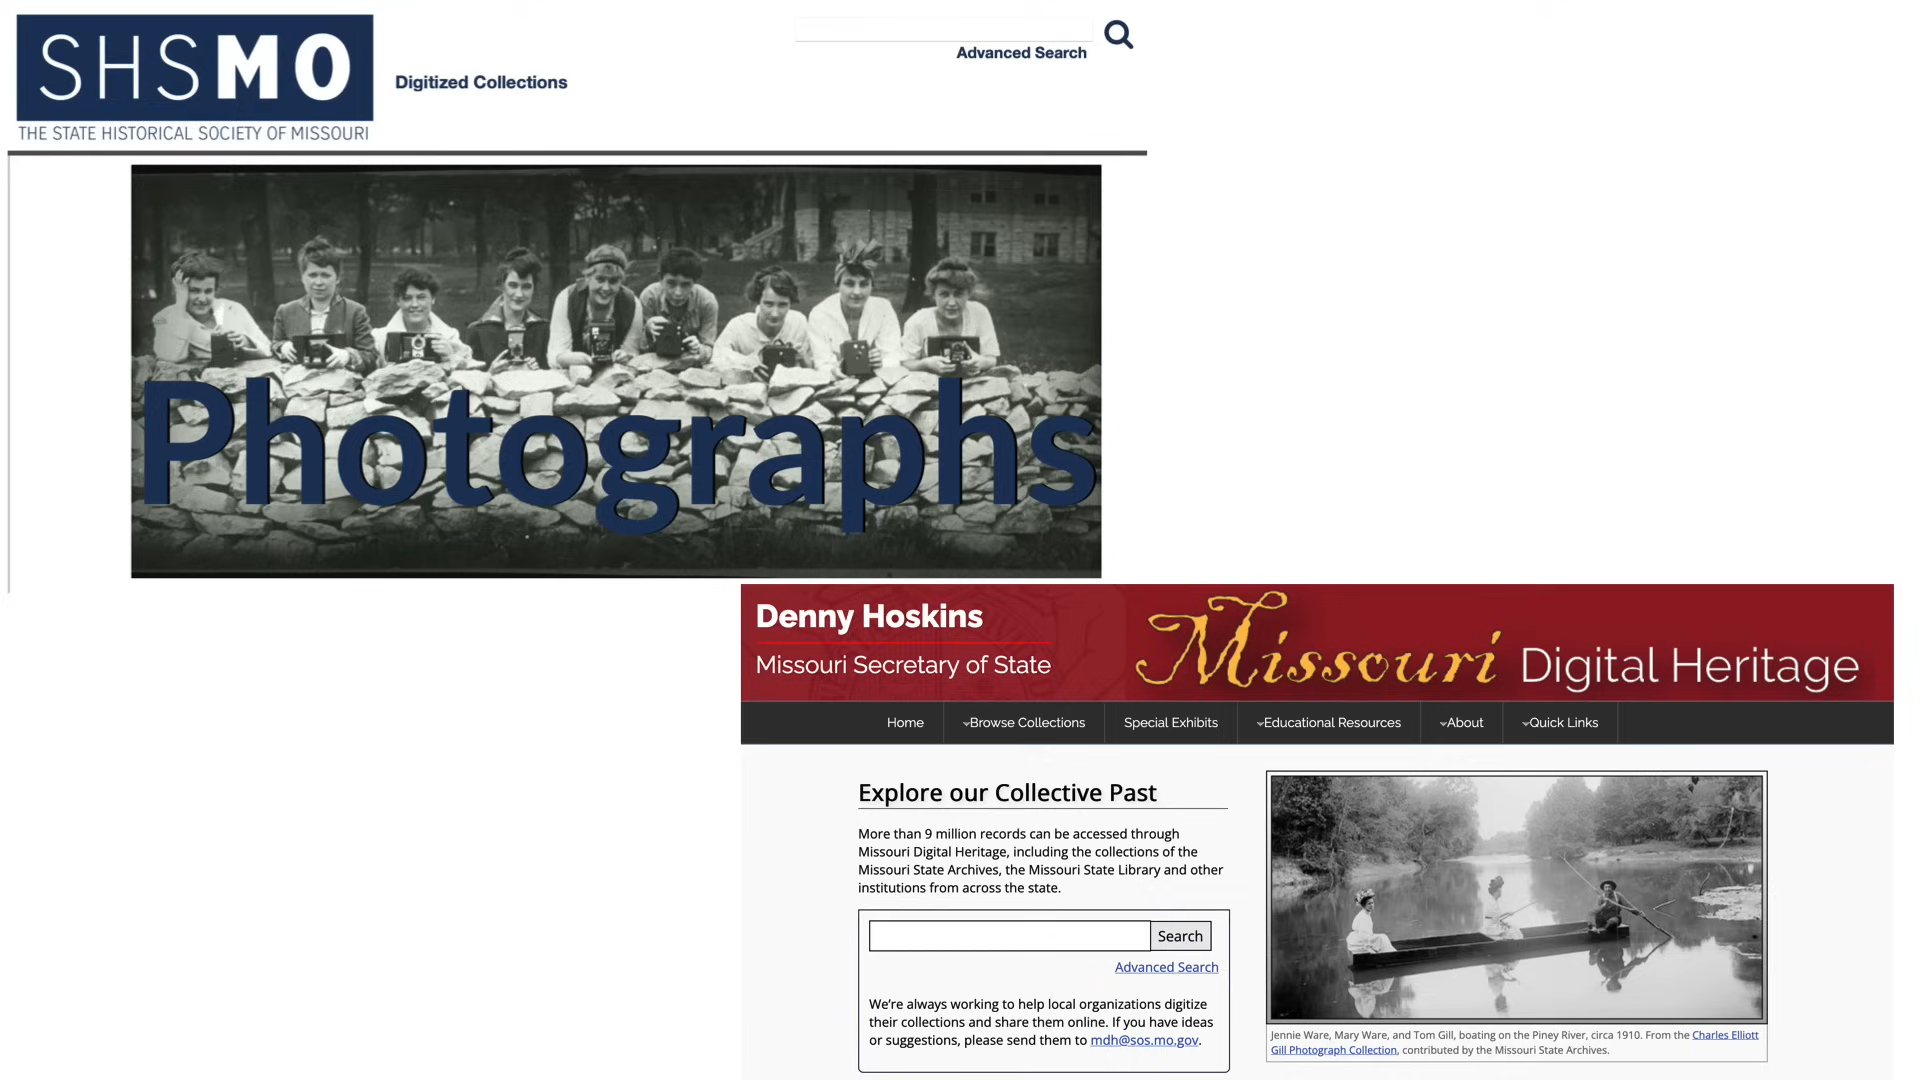 SHSMO
THE STATE HISTORICAL SOCIETY OF MISSOURI
Digitized Collections
Advanced Search
Photographs
Denny Hoskins
Missouri Secretary of State
Missouri Digital Heritage
Home
Browse Collections
Special Exhibits
Educational Resources
About
Quick Links
Explore our Collective Past
More than 9 million records can be accessed through
Missouri Digital Heritage, including the collections of the
Missouri State Archives, the Missouri State Library and other
institutions from across the state.
Search
Advanced Search
We're always working to help local organizations digitize
their collections and share them online. If you have ideas
or suggestions, please send them to mdh@sos.mo.gov.
Jennie Ware, Mary Ware, and Tom Gill, boating on the Piney River, circa 1910. From the Charles Elliott
Gill Photograph Collection, contributed by the Missouri State Archives.